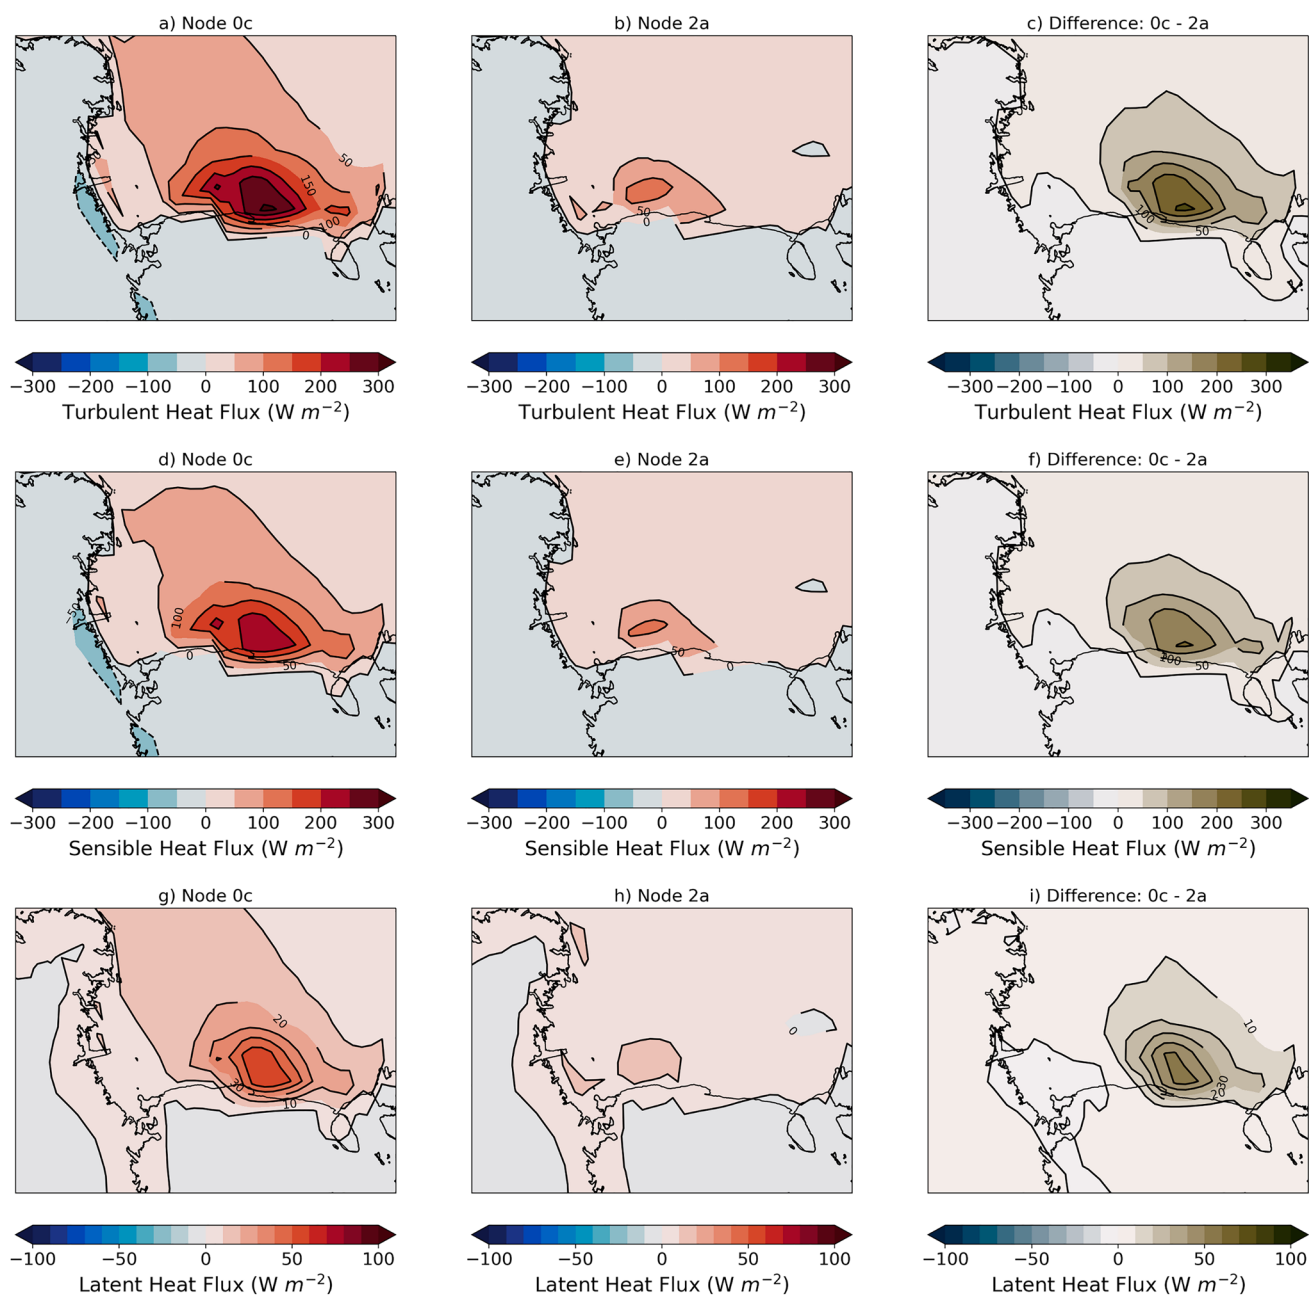 a) Node 0c
b) Node 2a
c) Difference: 0c - 2a
50
50
150
100
0
50
0
100
50
−300 −200 −100 0 100 200 300
−300 −200 −100 0 100 200 300
−300 −200 −100 0 100 200 300
Turbulent Heat Flux (W m−2)
Turbulent Heat Flux (W m−2)
Turbulent Heat Flux (W m−2)
d) Node 0c
e) Node 2a
f) Difference: 0c - 2a
-50
100
0
50
50
0
100
50
−300 −200 −100 0 100 200 300
−300 −200 −100 0 100 200 300
−300 −200 −100 0 100 200 300
Sensible Heat Flux (W m−2)
Sensible Heat Flux (W m−2)
Sensible Heat Flux (W m−2)
g) Node 0c
h) Node 2a
i) Difference: 0c - 2a
20
30
10
0
10
30
20
−100 −50 0 50 100
−100 −50 0 50 100
−100 −50 0 50 100
Latent Heat Flux (W m−2)
Latent Heat Flux (W m−2)
Latent Heat Flux (W m−2)